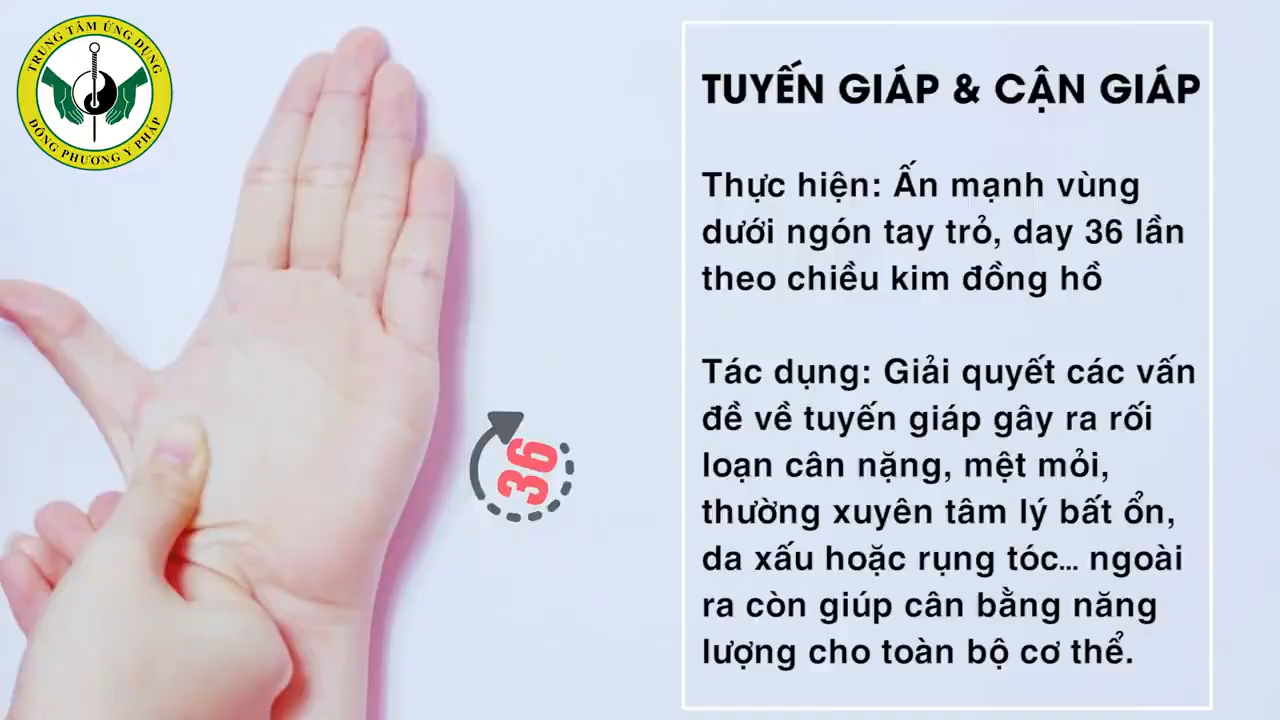 TRUNG TÂM ỨNG DỤNG
ĐÔNG PHƯƠNG Y PHÁP
TUYẾN GIÁP & CẬN GIÁP
Thực hiện: Ấn mạnh vùng
dưới ngón tay trỏ, day 36 lần
theo chiều kim đồng hồ
Tác dụng: Giải quyết các vấn
đề về tuyến giáp gây ra rối
loạn cân nặng, mệt mỏi,
thường xuyên tâm lý bất ổn,
da xấu hoặc rụng tóc... ngoài
ra còn giúp cân bằng năng
lượng cho toàn bộ cơ thể.
36